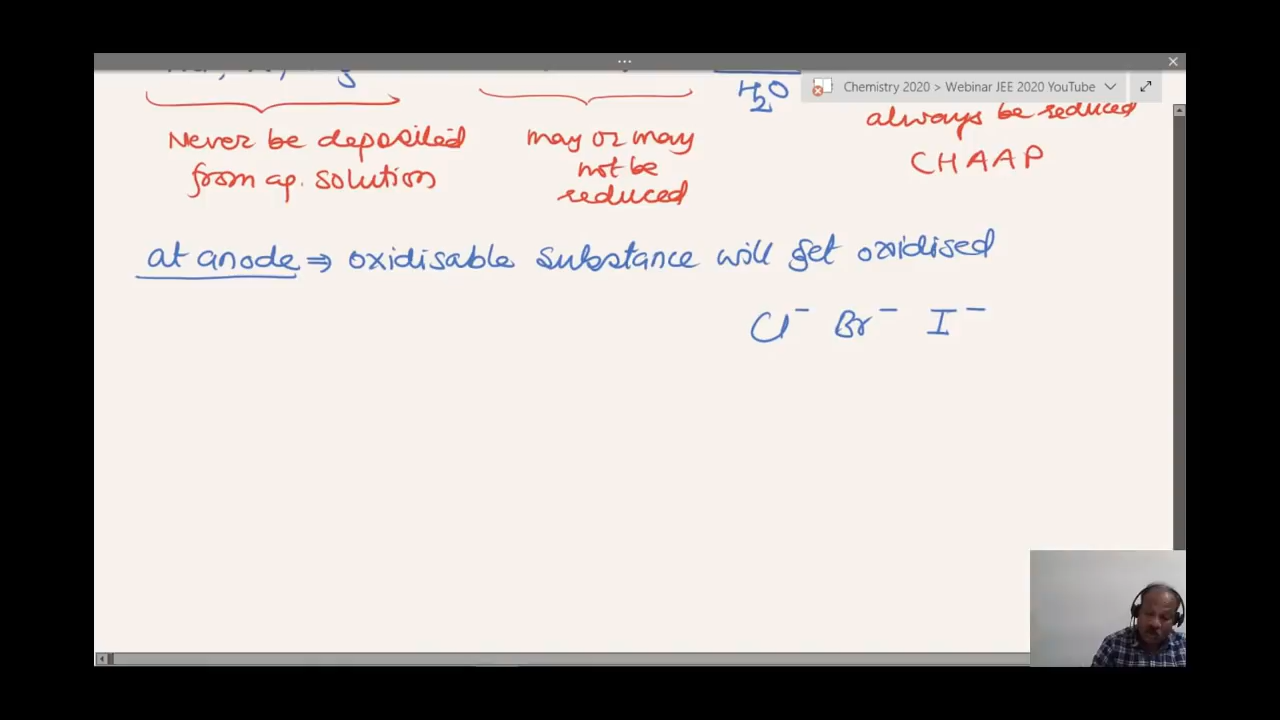 Chemistry 2020 > Webinar JEE 2020 YouTube
H2O
always be reduced
Never be deposited
from aq. solution
may or may
not be
reduced
CHAAP
at anode ⇒ oxidisable substance will get oxidised
Cl⁻ Br⁻ I⁻